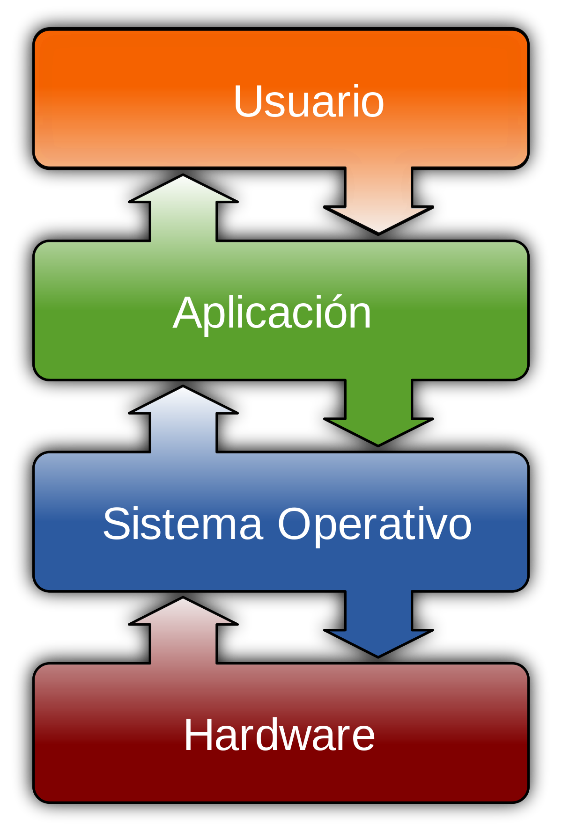 Usuario
Aplicación
Sistema Operativo
Hardware